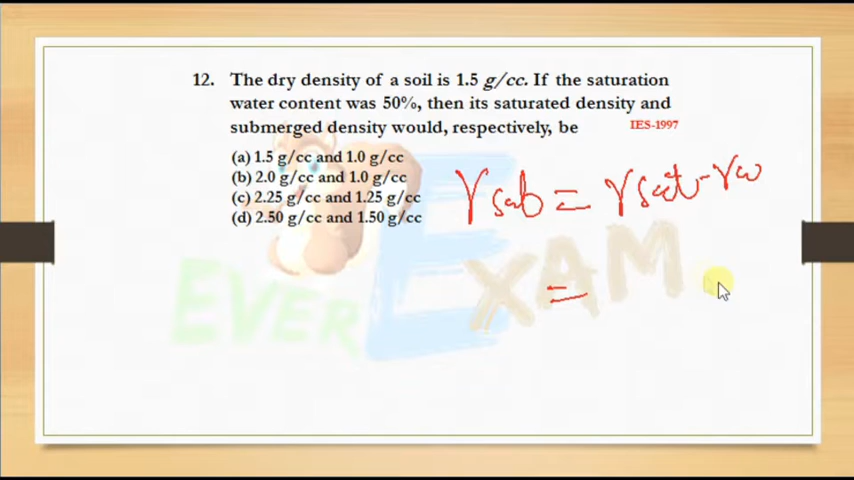 12. The dry density of a soil is 1.5 g/cc. If the saturation
water content was 50%, then its saturated density and
submerged density would, respectively, be
IES-1997
(a) 1.5 g/cc and 1.0 g/cc
(b) 2.0 g/cc and 1.0 g/cc
(c) 2.25 g/cc and 1.25 g/cc
(d) 2.50 g/cc and 1.50 g/cc
γsub = γsat - γω
=
EVER EXAM